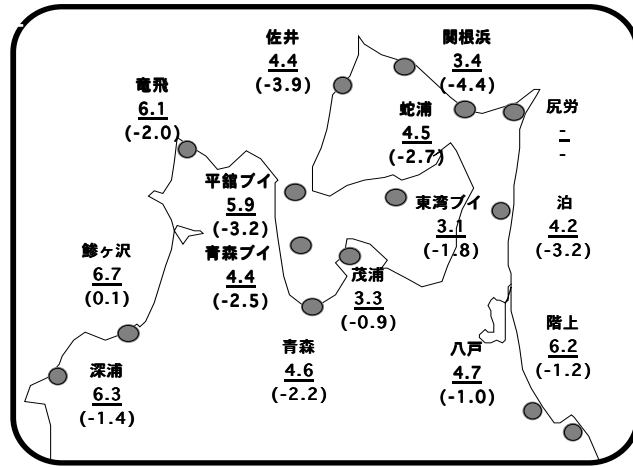 佐井
4.4
(-3.9)
関根浜
3.4
(-4.4)
竜飛
6.1
(-2.0)
蛇浦
4.5
(-2.7)
尻労
-
-
平舘ブイ
5.9
(-3.2)
東湾ブイ
3.1
(-1.8)
泊
4.2
(-3.2)
鰺ヶ沢
6.7
(0.1)
青森ブイ
4.4
(-2.5)
茂浦
3.3
(-0.9)
階上
6.2
(-1.2)
深浦
6.3
(-1.4)
青森
4.6
(-2.2)
八戸
4.7
(-1.0)